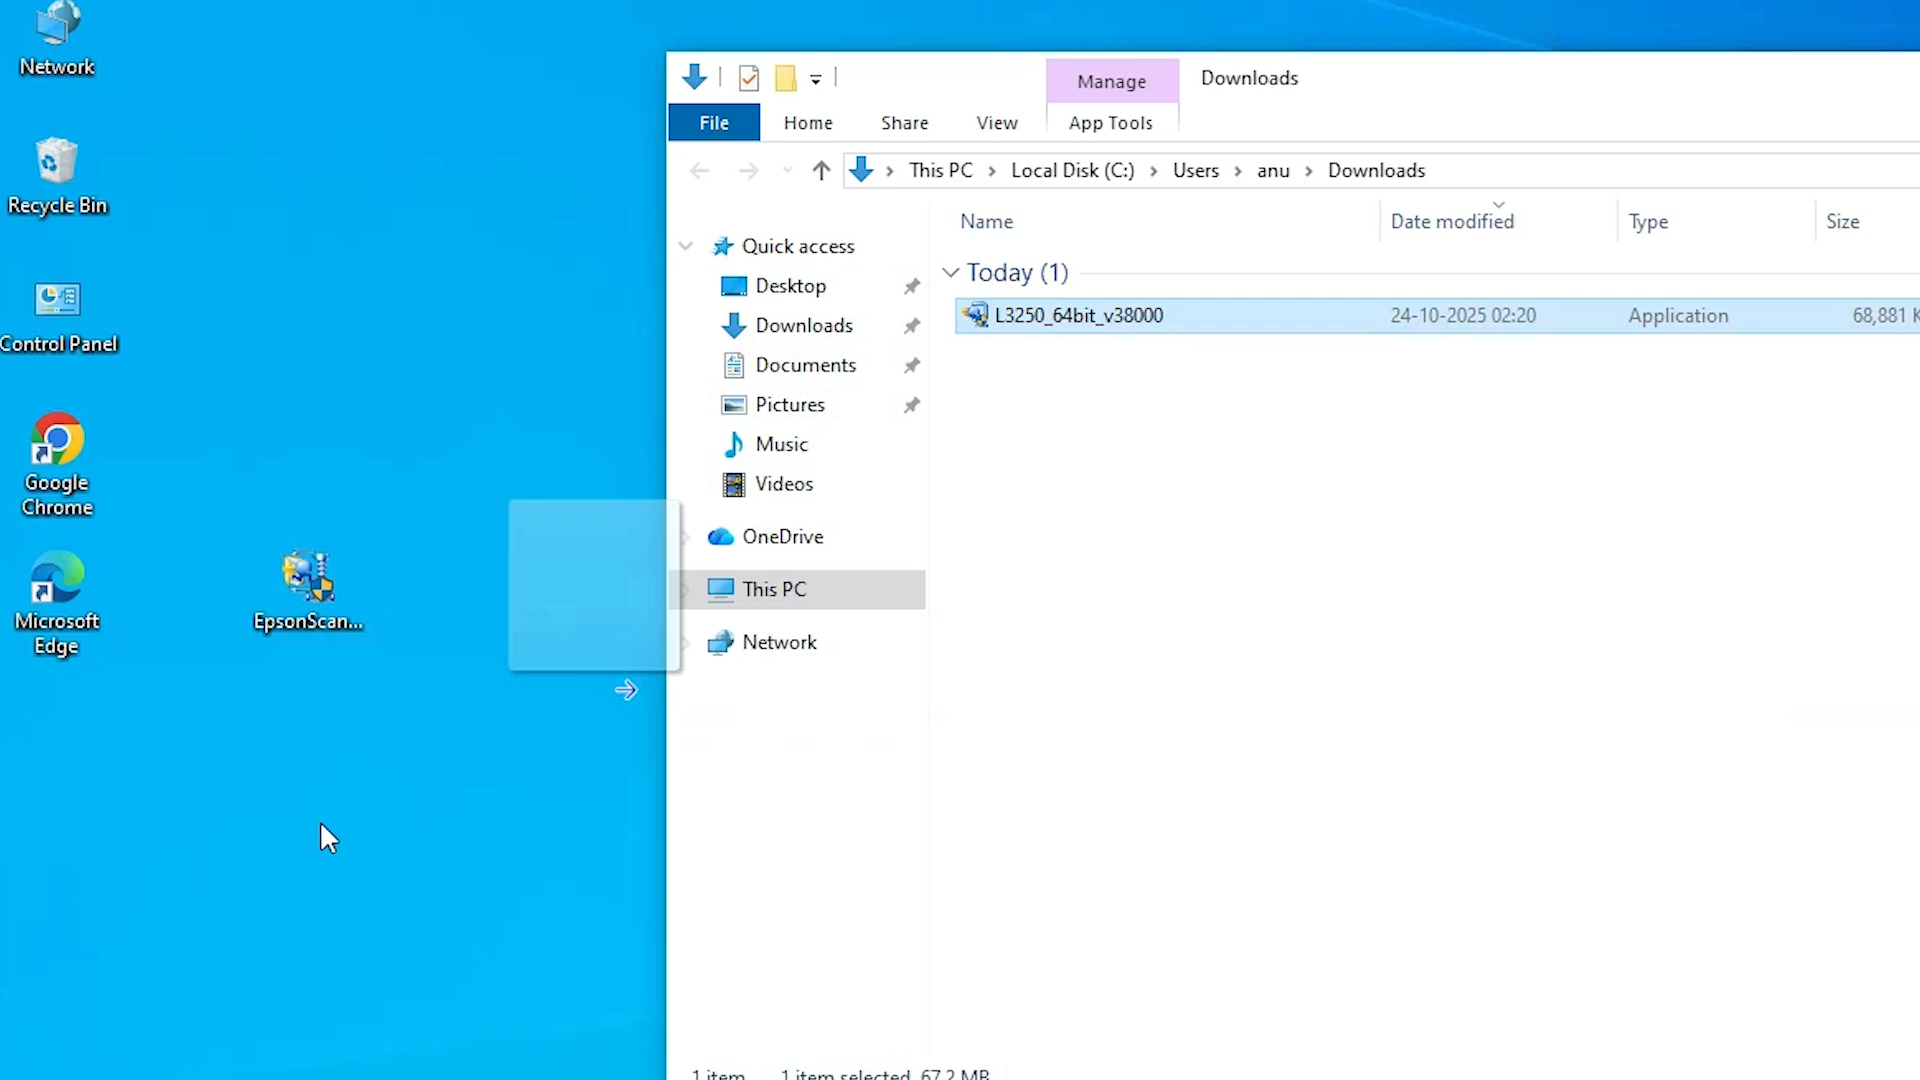 Network
Recycle Bin
Control Panel
Google
Chrome
Microsoft
Edge
EpsonScan...
Manage
Downloads
File
Home
Share
View
App Tools
This PC
Local Disk (C:)
Users
anu
Downloads
Name
Date modified
Type
Size
Quick access
Desktop
Downloads
Documents
Pictures
Music
Videos
OneDrive
This PC
Network
Today (1)
L3250_64bit_v38000
24-10-2025 02:20
Application
68,881 K
1 item
1 item selected 67.2 MB